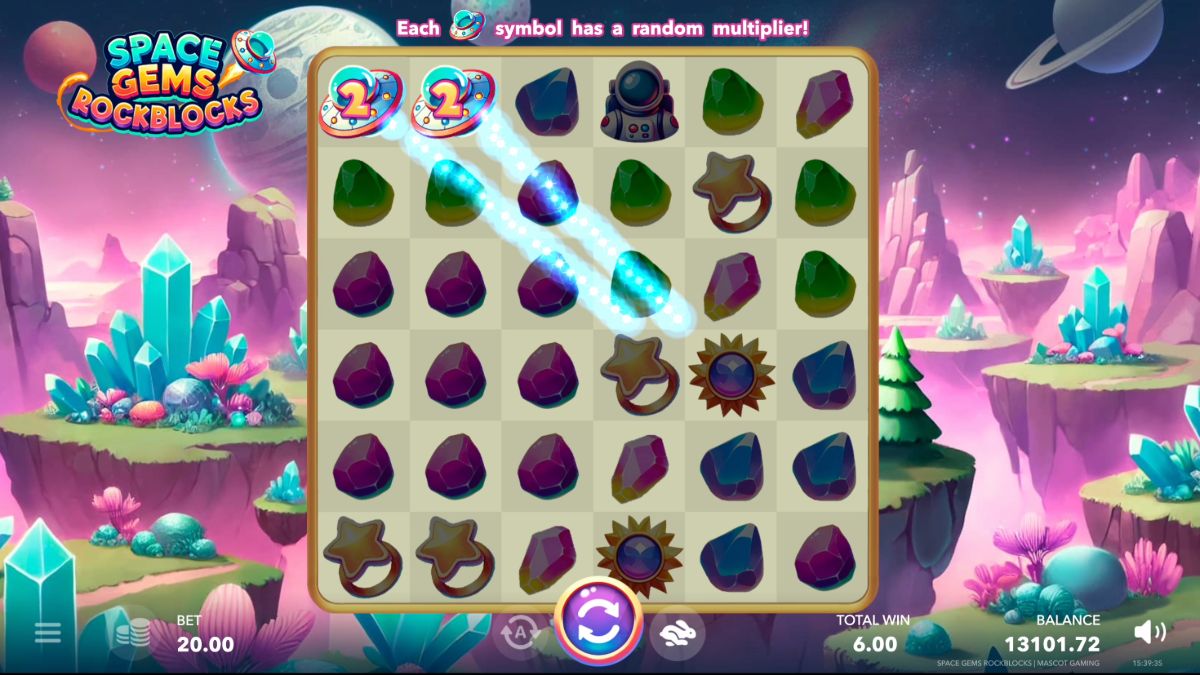 Each symbol has a random multiplier!
SPACE
GEMS
ROCKBLOCKS
2 2
BET
20.00
A
TOTAL WIN
6.00
BALANCE
13101.72
SPACE GEMS ROCKBLOCKS | MASCOT GAMING
15:39:35